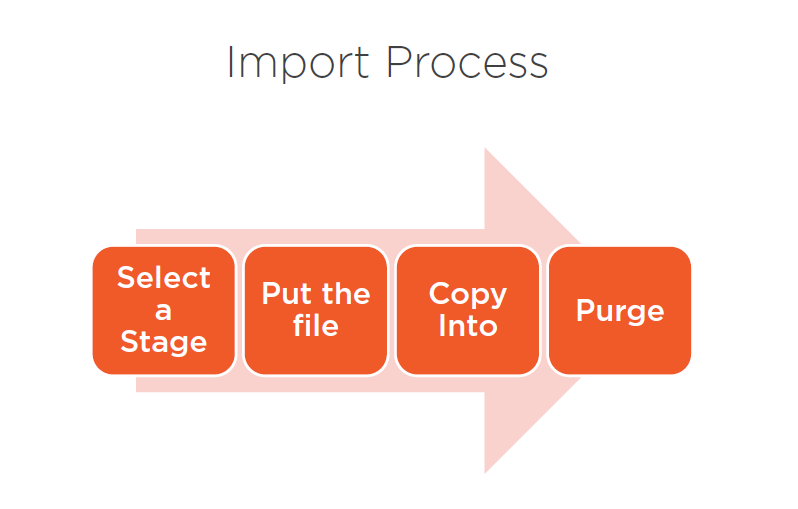 Import Process
Select
a
Stage
Put the
file
Copy
Into
Purge